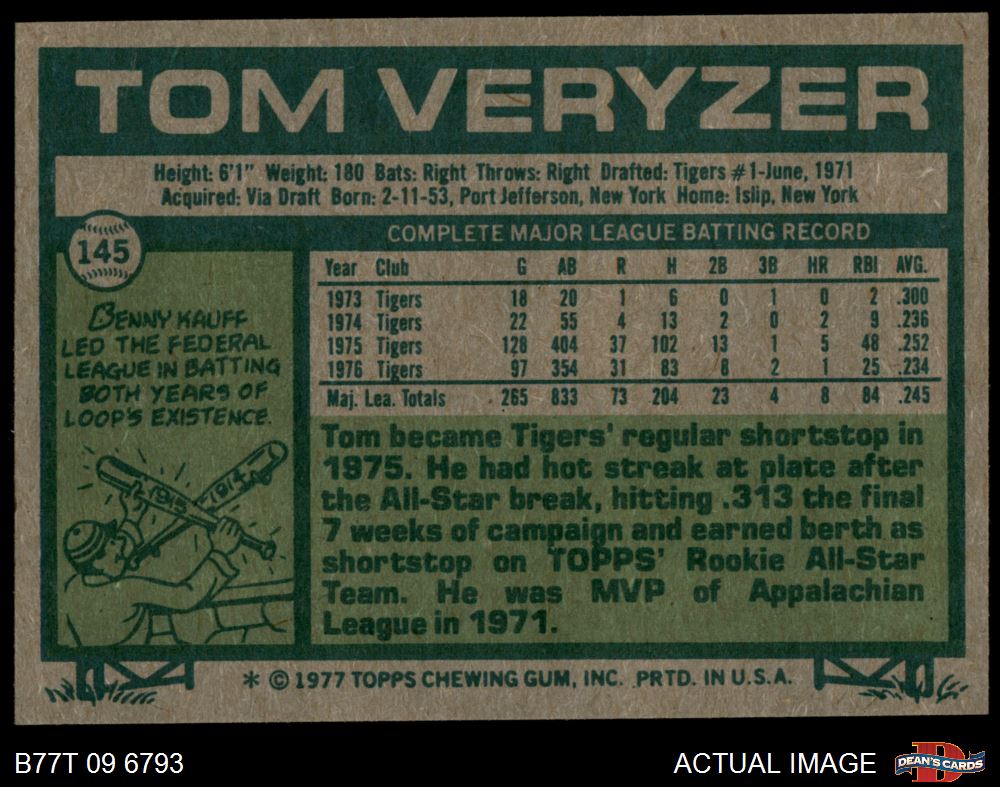 TOM VERYZER
Height: 6'1" Weight: 180 Bats: Right Throws: Right Drafted: Tigers #1-June, 1971
Acquired: Via Draft Born: 2-11-53, Port Jefferson, New York Home: Islip, New York
145
COMPLETE MAJOR LEAGUE BATTING RECORD
Year Club G AB R H 2B 3B HR RBI AVG.
1973 Tigers 18 20 1 6 0 1 0 2 .300
1974 Tigers 22 55 4 13 2 0 2 9 .236
1975 Tigers 128 404 37 102 13 1 5 48 .252
1976 Tigers 97 354 31 83 8 2 1 25 .234
Maj. Lea. Totals 265 833 73 204 23 4 8 84 .245
BENNY KAUFF
LED THE FEDERAL
LEAGUE IN BATTING
BOTH YEARS OF
LOOP'S EXISTENCE.
1915 1914
Tom became Tigers' regular shortstop in
1975. He had hot streak at plate after
the All-Star break, hitting .313 the final
7 weeks of campaign and earned berth as
shortstop on TOPPS' Rookie All-Star
Team. He was MVP of Appalachian
League in 1971.
* © 1977 TOPPS CHEWING GUM, INC. PRTD. IN U.S.A.
B77T 09 6793
ACTUAL IMAGE
D
DEAN'S CARDS